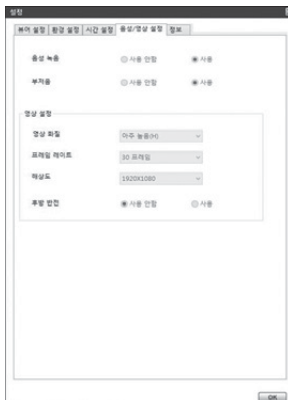 설정
뷰어 설정 환경 설정 시간 설정 음성/영상 설정 정보
음성 녹음 사용 안함 사용
부저음 사용 안함 사용
영상 설정
영상 화질 아주 높음(H)
프레임 레이트 30 프레임
해상도 1920X1080
후방 반전 사용 안함 사용
OK